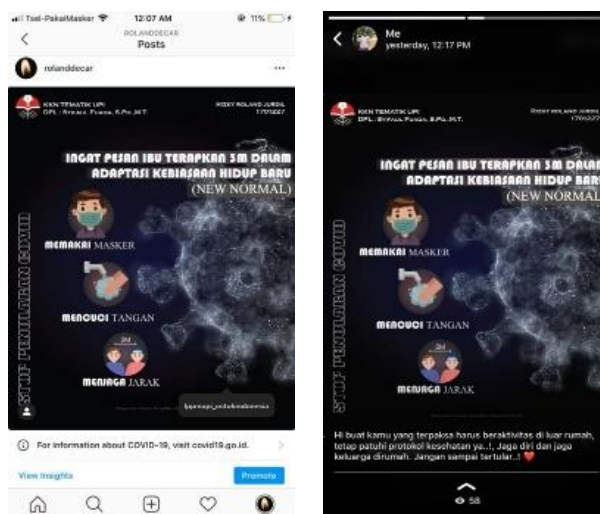 Tsel-PakaiMasker
12:07 AM
11%
ROLANDDECAR
Posts
rolanddecar
KKN TEMATIK UPI
INGAT PESAN IBU TERAPKAN 3M DALAM
ADAPTASI KEBIASAAN HIDUP BARU
(NEW NORMAL)
MEMAKAI MASKER
MENCUCI TANGAN
MENJAGA JARAK
STOP PENULARAN COVID
For information about COVID-19, visit covid19.go.id.
View Insights
Promote
Me
yesterday, 12:17 PM
KKN TEMATIK UPI
INGAT PESAN IBU TERAPKAN 3M DALAM
ADAPTASI KEBIASAAN HIDUP BARU
(NEW NORMAL
MEMAKAI MASKER
MENCUCI TANGAN
MENJAGA JARAK
STOP PENULARAN COVID
Hi buat kamu yang terpaksa harus beraktivitas di luar rumah,
tetap patuhi protokol kesehatan ya..!, Jaga diri dan jaga
keluarga dirumah. Jangan sampai tertular..!
58